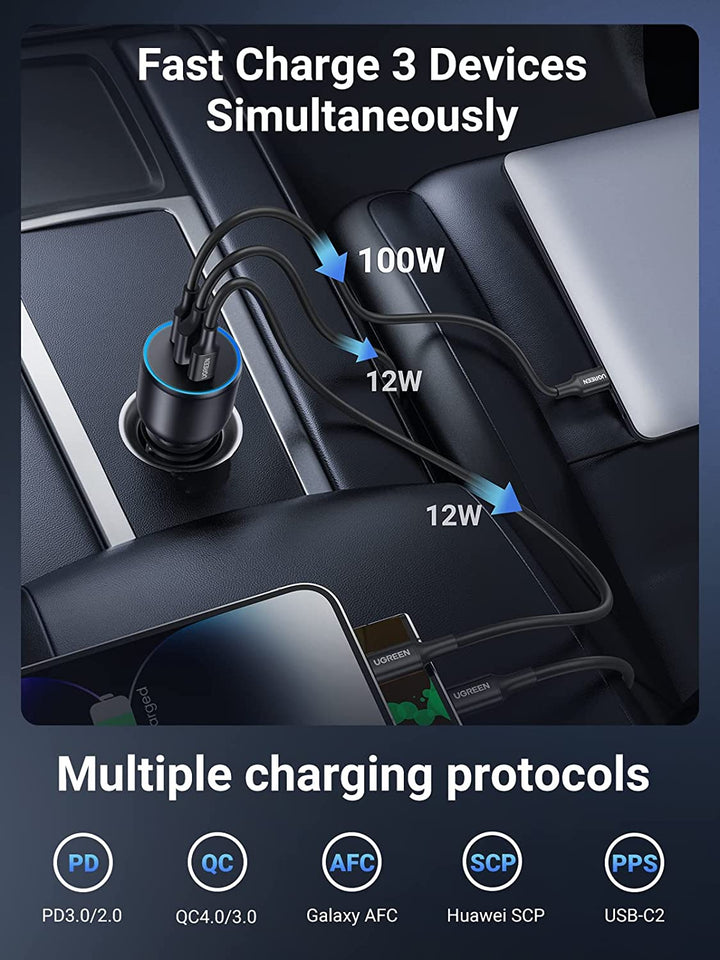 Fast Charge 3 Devices
Simultaneously
100W
12W
12W
UGREEN
UGREEN
UGREEN
UGREEN
arged
Multiple charging protocols
PD
QC
AFC
SCP
PPS
PD3.0/2.0
QC4.0/3.0
Galaxy AFC
Huawei SCP
USB-C2